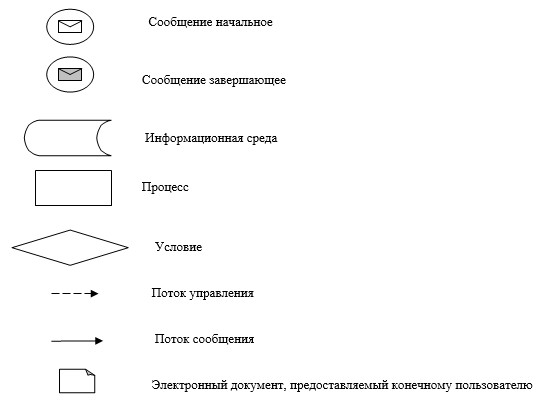 Сообщение начальное
Сообщение завершающее
Информационная среда
Процесс
Условие
Поток управления
Поток сообщения
Электронный документ, предоставляемый конечному пользователю